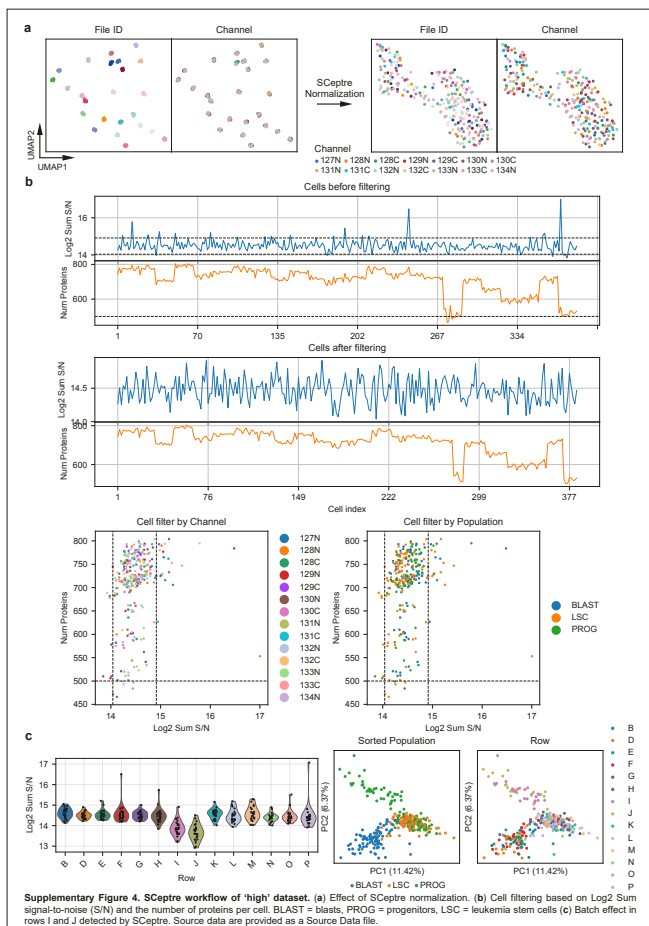 a
File ID
Channel
File ID
Channel
SCeptre
Normalization
UMAP2
UMAP1
Channel
127N 128N 128C 129N 129C 130N 130C
131N 131C 132N 132C 133N 133C 134N
b
Cells before filtering
Log2 Sum S/N
16
14
Num Proteins
800
600
1 70 135 202 267 334
Cells after filtering
Log2 Sum S/N
14.5
14.0
Num Proteins
800
600
1 76 149 222 299 377
Cell index
Cell filter by Channel
Num Proteins
800
750
700
650
600
550
500
450
14 15 16 17
Log2 Sum S/N
127N
128N
128C
129N
129C
130N
130C
131N
131C
132N
132C
133N
133C
134N
Cell filter by Population
Num Proteins
800
750
700
650
600
550
500
450
14 15 16 17
Log2 Sum S/N
BLAST
LSC
PROG
c
Log2 Sum S/N
17
16
15
14
13
B D E F G H I J K L M N O P
Row
Sorted Population
PC2 (6.37%)
PC1 (11.42%)
BLAST LSC PROG
Row
PC2 (6.37%)
PC1 (11.42%)
B
D
E
F
G
H
I
J
K
L
M
N
O
P
Supplementary Figure 4. SCeptre workflow of 'high' dataset. (a) Effect of SCeptre normalization. (b) Cell filtering based on Log2 Sum
signal-to-noise (S/N) and the number of proteins per cell. BLAST = blasts, PROG = progenitors, LSC = leukemia stem cells (c) Batch effect in
rows I and J detected by SCeptre. Source data are provided as a Source Data file.